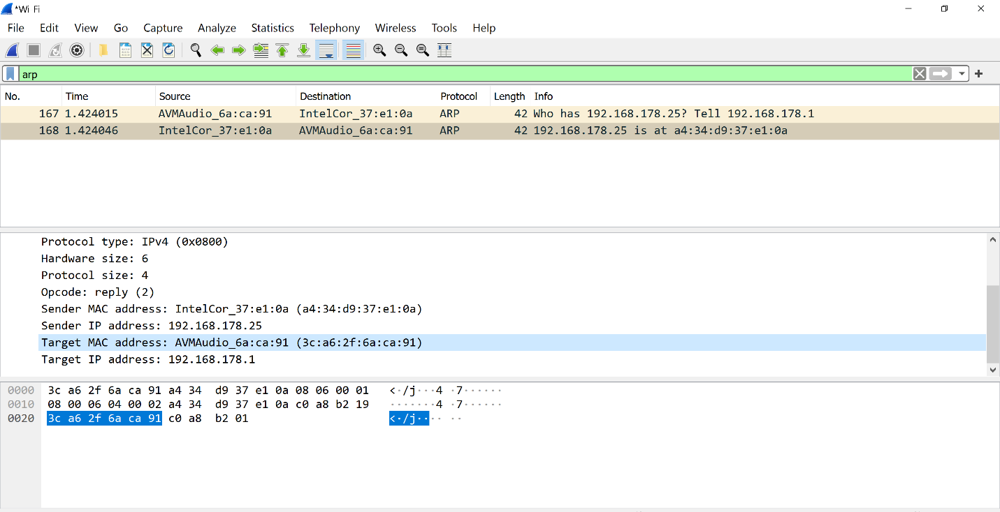 *Wi Fi
File Edit View Go Capture Analyze Statistics Telephony Wireless Tools Help
arp
No. Time Source Destination Protocol Length Info
167 1.424015 AVMAudio_6a:ca:91 IntelCor_37:e1:0a ARP 42 Who has 192.168.178.25? Tell 192.168.178.1
168 1.424046 IntelCor_37:e1:0a AVMAudio_6a:ca:91 ARP 42 192.168.178.25 is at a4:34:d9:37:e1:0a
Protocol type: IPv4 (0x0800)
Hardware size: 6
Protocol size: 4
Opcode: reply (2)
Sender MAC address: IntelCor_37:e1:0a (a4:34:d9:37:e1:0a)
Sender IP address: 192.168.178.25
Target MAC address: AVMAudio_6a:ca:91 (3c:a6:2f:6a:ca:91)
Target IP address: 192.168.178.1
0000 3c a6 2f 6a ca 91 a4 34 d9 37 e1 0a 08 06 00 01 <·/j···4 ·7······
0010 08 00 06 04 00 02 a4 34 d9 37 e1 0a c0 a8 b2 19 ·······4 ·7······
0020 3c a6 2f 6a ca 91 c0 a8 b2 01 <·/j···· ··